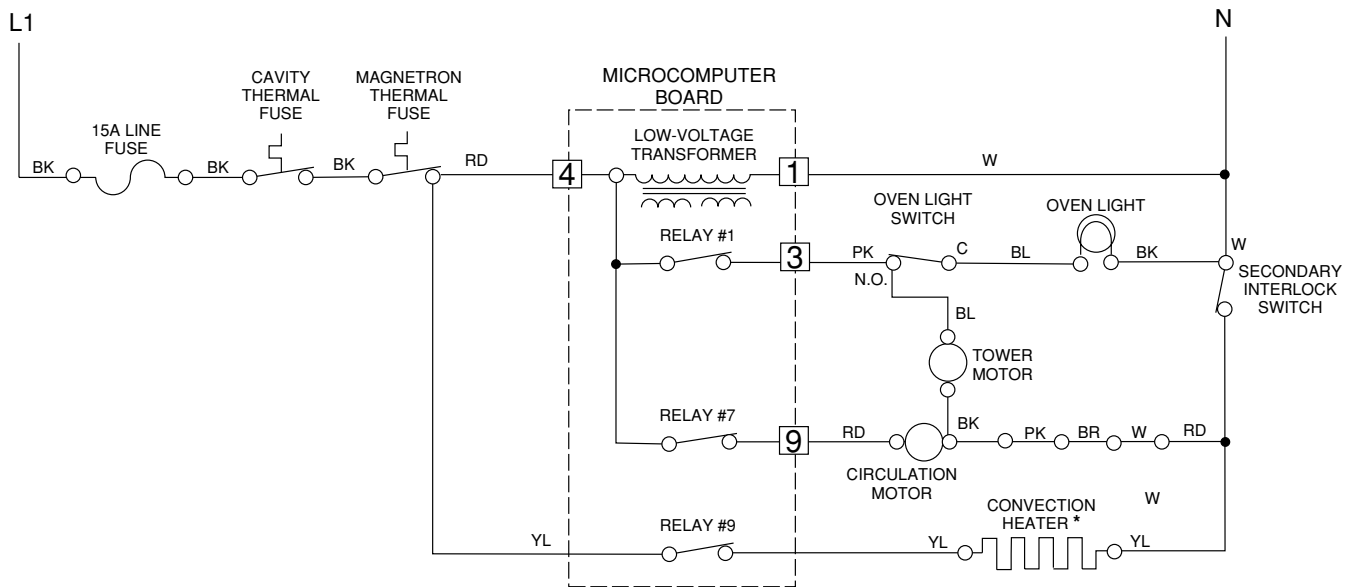 L1
N
CAVITY
THERMAL
FUSE
MAGNETRON
THERMAL
FUSE
MICROCOMPUTER
BOARD
15A LINE
FUSE
LOW-VOLTAGE
TRANSFORMER
BK
BK
BK
RD
4
1
W
OVEN LIGHT
SWITCH
OVEN LIGHT
RELAY #1
3
PK
C
BL
BK
W
N.O.
SECONDARY
INTERLOCK
SWITCH
BL
TOWER
MOTOR
RELAY #7
9
RD
BK
PK
BR
W
RD
CIRCULATION
MOTOR
W
CONVECTION
HEATER *
YL
RELAY #9
YL
YL